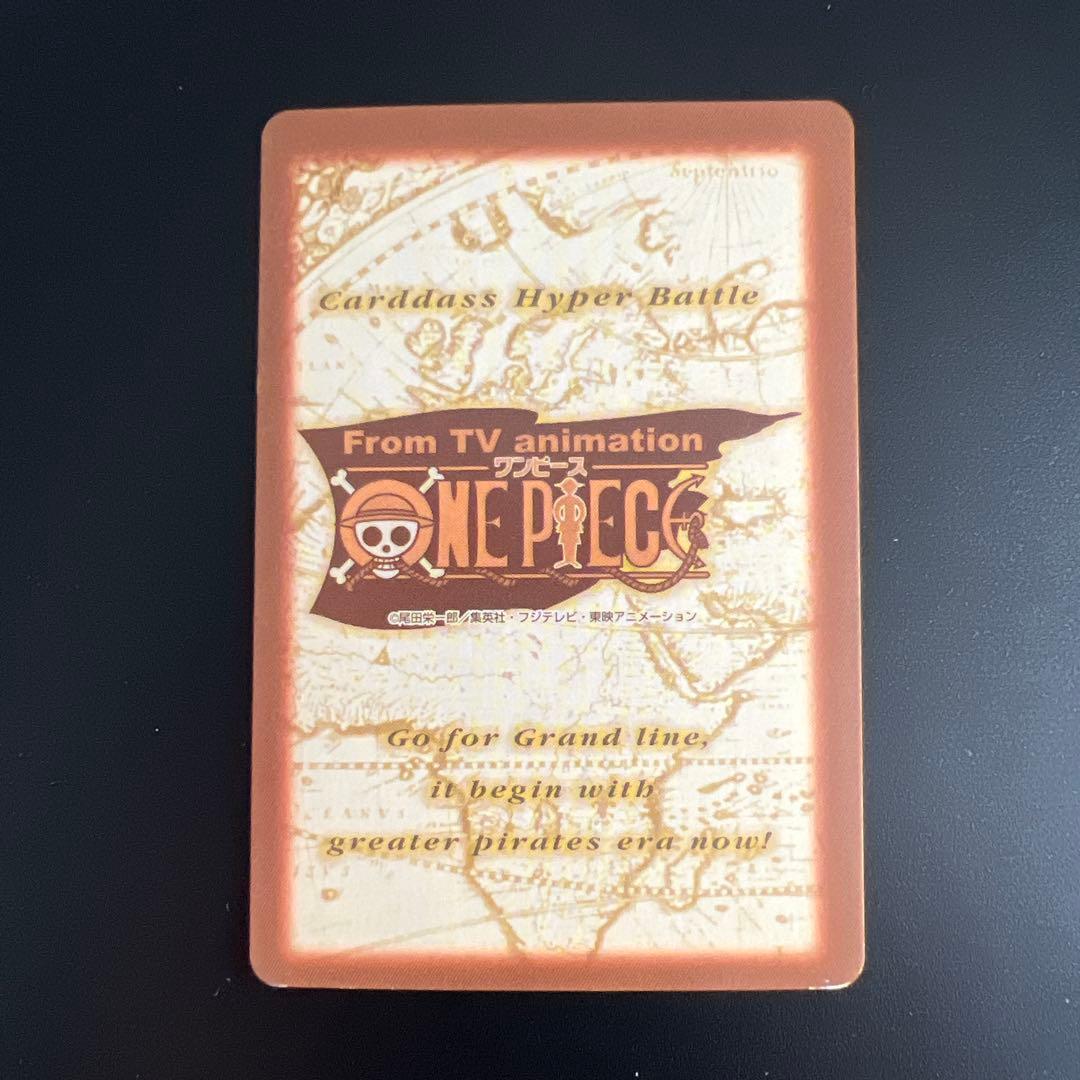 Septentrio
Carddass Hyper Battle
From TV animation
ワンピース
ONE PIECE
©尾田栄一郎／集英社・フジテレビ・東映アニメーション
Go for Grand line,
it begin with
greater pirates era now!